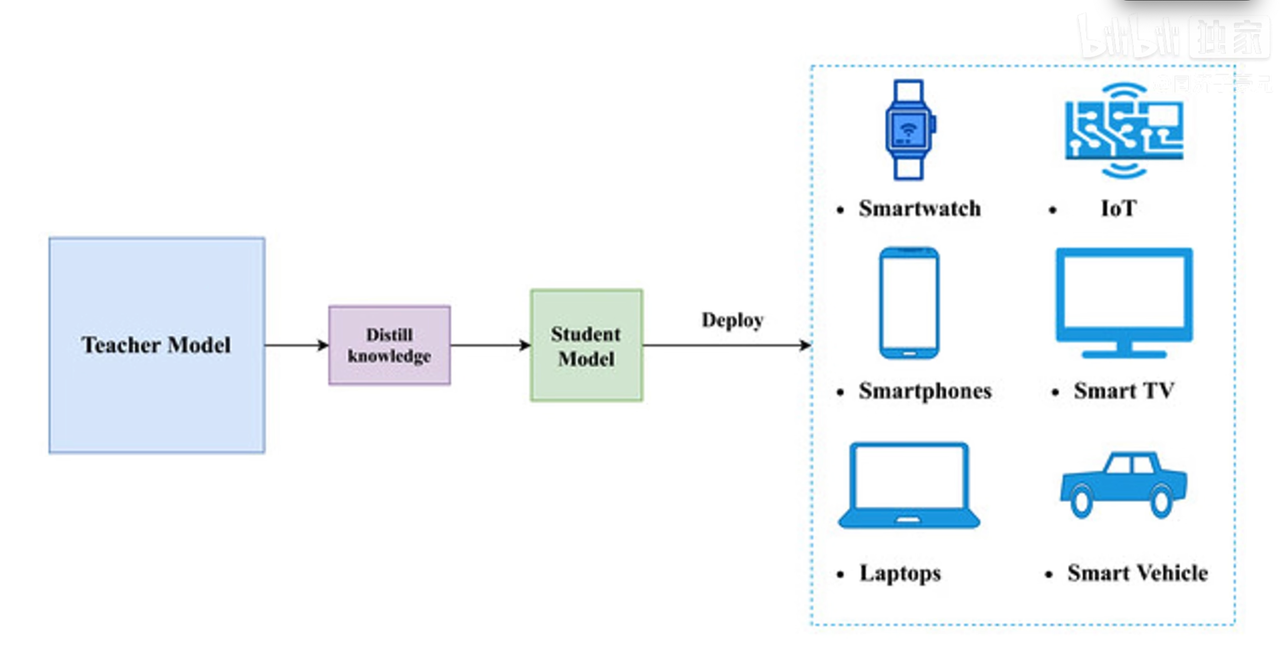 bilibili 独家
Teacher Model
Distill
knowledge
Student
Model
Deploy
• Smartwatch
• IoT
• Smartphones
• Smart TV
• Laptops
• Smart Vehicle